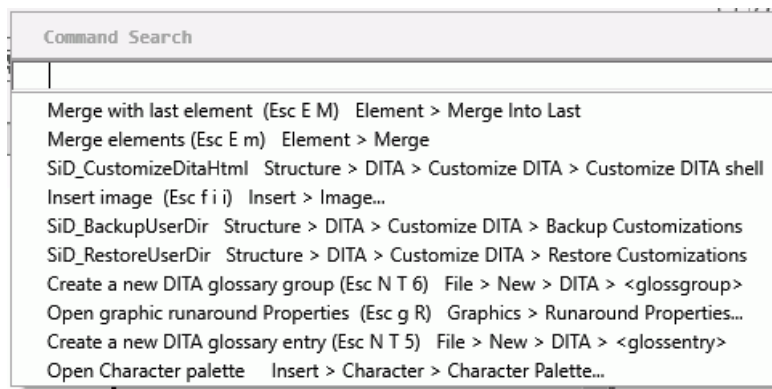 Command Search
Merge with last element (Esc E M) Element > Merge Into Last
Merge elements (Esc E m) Element > Merge
SiD_CustomizeDitaHtml Structure > DITA > Customize DITA > Customize DITA shell
Insert image (Esc f i i) Insert > Image...
SiD_BackupUserDir Structure > DITA > Customize DITA > Backup Customizations
SiD_RestoreUserDir Structure > DITA > Customize DITA > Restore Customizations
Create a new DITA glossary group (Esc N T 6) File > New > DITA > <glossgroup>
Open graphic runaround Properties (Esc g R) Graphics > Runaround Properties...
Create a new DITA glossary entry (Esc N T 5) File > New > DITA > <glossentry>
Open Character palette Insert > Character > Character Palette...